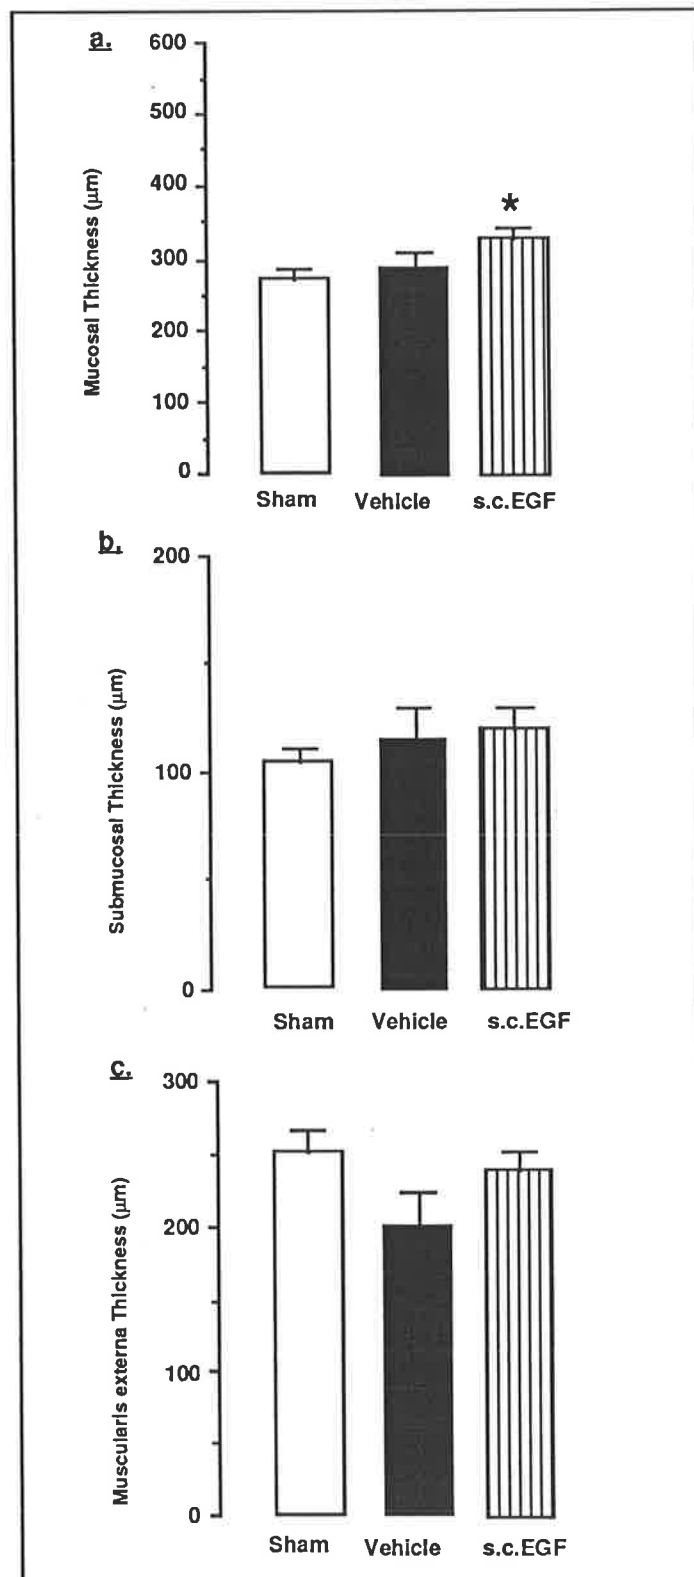 a.
600
500
400
300
200
100
0
Mucosal Thickness (µm)
*
Sham Vehicle s.c.EGF
b.
200
100
0
Submucosal Thickness (µm)
Sham Vehicle s.c.EGF
c.
300
200
100
0
Muscularis externa Thickness (µm)
Sham Vehicle s.c.EGF